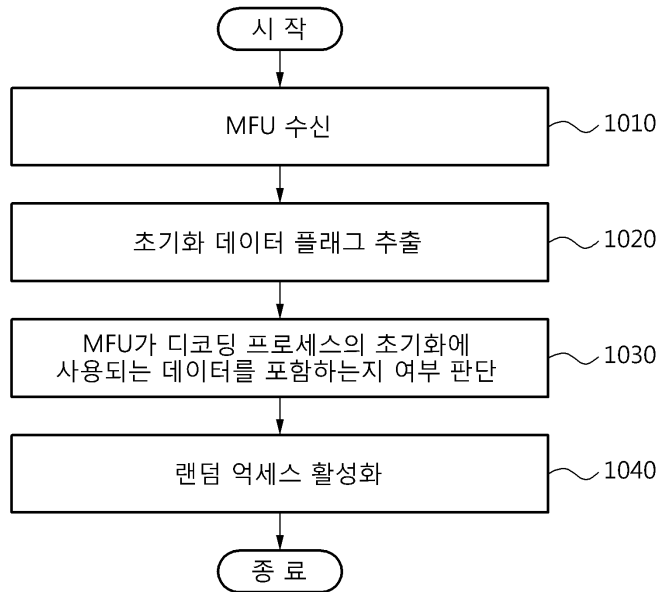 시 작
MFU 수신
1010
초기화 데이터 플래그 추출
1020
MFU가 디코딩 프로세스의 초기화에
사용되는 데이터를 포함하는지 여부 판단
1030
랜덤 억세스 활성화
1040
종 료